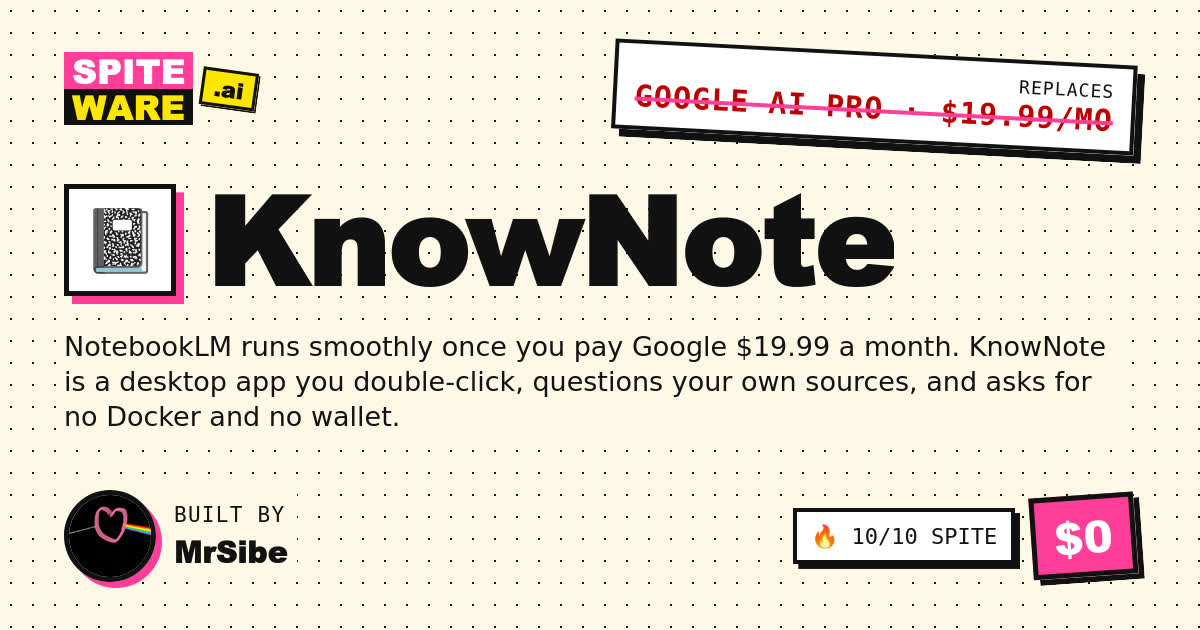 SPITE
WARE
.ai
REPLACES
GOOGLE AI PRO · $19.99/MO
KnowNote
NotebookLM runs smoothly once you pay Google $19.99 a month. KnowNote
is a desktop app you double-click, questions your own sources, and asks for
no Docker and no wallet.
BUILT BY
MrSibe
🔥 10/10 SPITE
$0